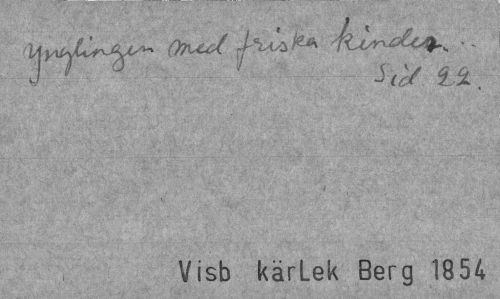 Ynglingen med friska kinder...
Sid 22.
Visb kärlek Berg 1854